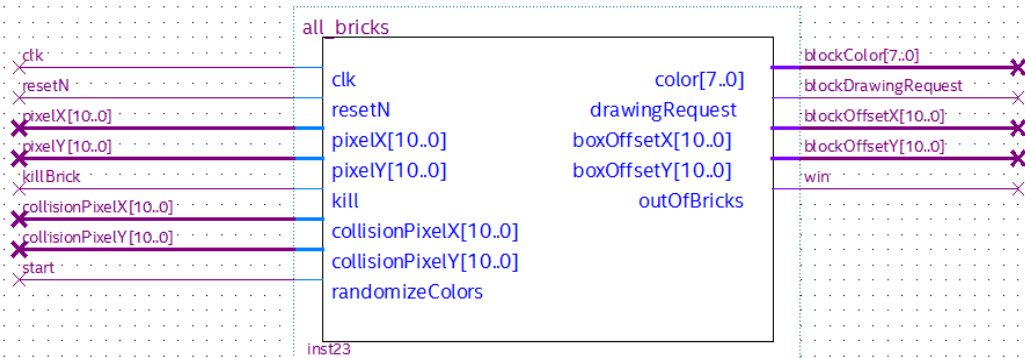 all_bricks
clk
resetN
pixelX[10..0]
pixelY[10..0]
killBrick
collisionPixelX[10..0]
collisionPixelY[10..0]
start
clk
resetN
pixelX[10..0]
pixelY[10..0]
kill
collisionPixelX[10..0]
collisionPixelY[10..0]
randomizeColors
color[7..0]
drawingRequest
boxOffsetX[10..0]
boxOffsetY[10..0]
outOfBricks
blockColor[7..0]
blockDrawingRequest
blockOffsetX[10..0]
blockOffsetY[10..0]
win
inst23